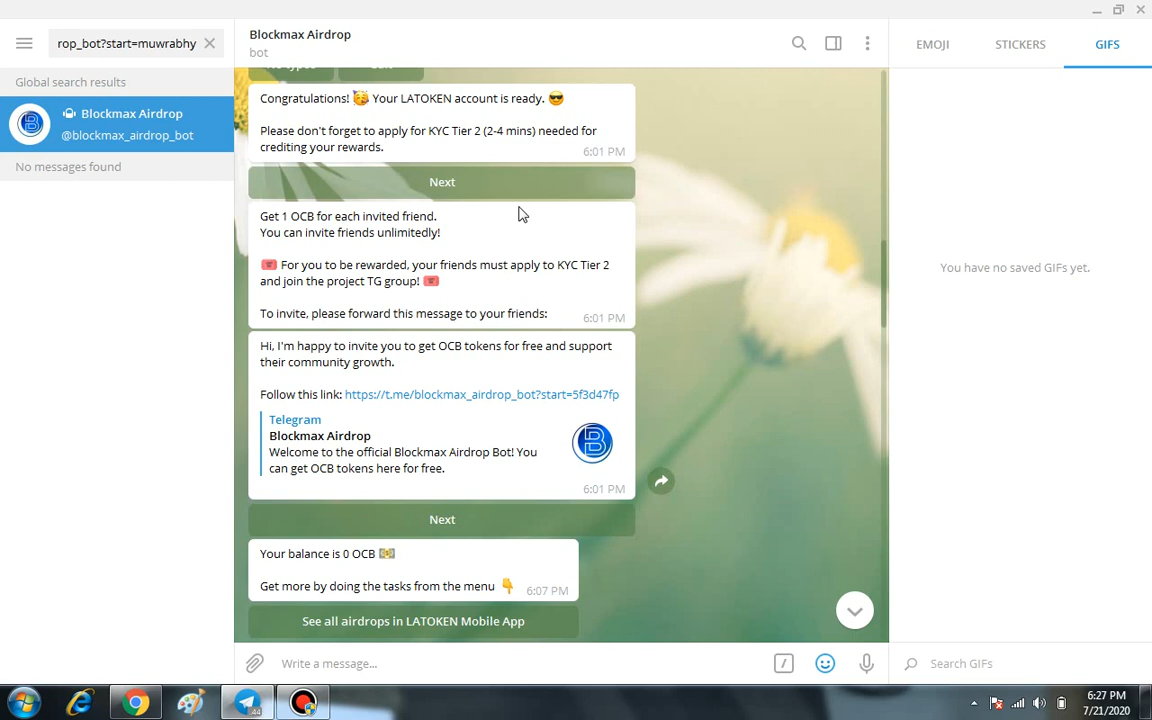 rop_bot?start=muwrabhy
Global search results
Blockmax Airdrop
@blockmax_airdrop_bot
No messages found
Blockmax Airdrop
bot
Congratulations! 🥳 Your LATOKEN account is ready. 😎
Please don't forget to apply for KYC Tier 2 (2-4 mins) needed for
crediting your rewards.
6:01 PM
Next
Get 1 OCB for each invited friend.
You can invite friends unlimitedly!
🎟 For you to be rewarded, your friends must apply to KYC Tier 2
and join the project TG group! 🎟
To invite, please forward this message to your friends:
6:01 PM
Hi, I'm happy to invite you to get OCB tokens for free and support
their community growth.
Follow this link: https://t.me/blockmax_airdrop_bot?start=5f3d47fp
Telegram
Blockmax Airdrop
Welcome to the official Blockmax Airdrop Bot! You
can get OCB tokens here for free.
6:01 PM
Next
Your balance is 0 OCB 💵
Get more by doing the tasks from the menu 👇
6:07 PM
See all airdrops in LATOKEN Mobile App
Write a message...
EMOJI
STICKERS
GIFS
You have no saved GIFs yet.
Search GIFs
44
6:27 PM
7/21/2020